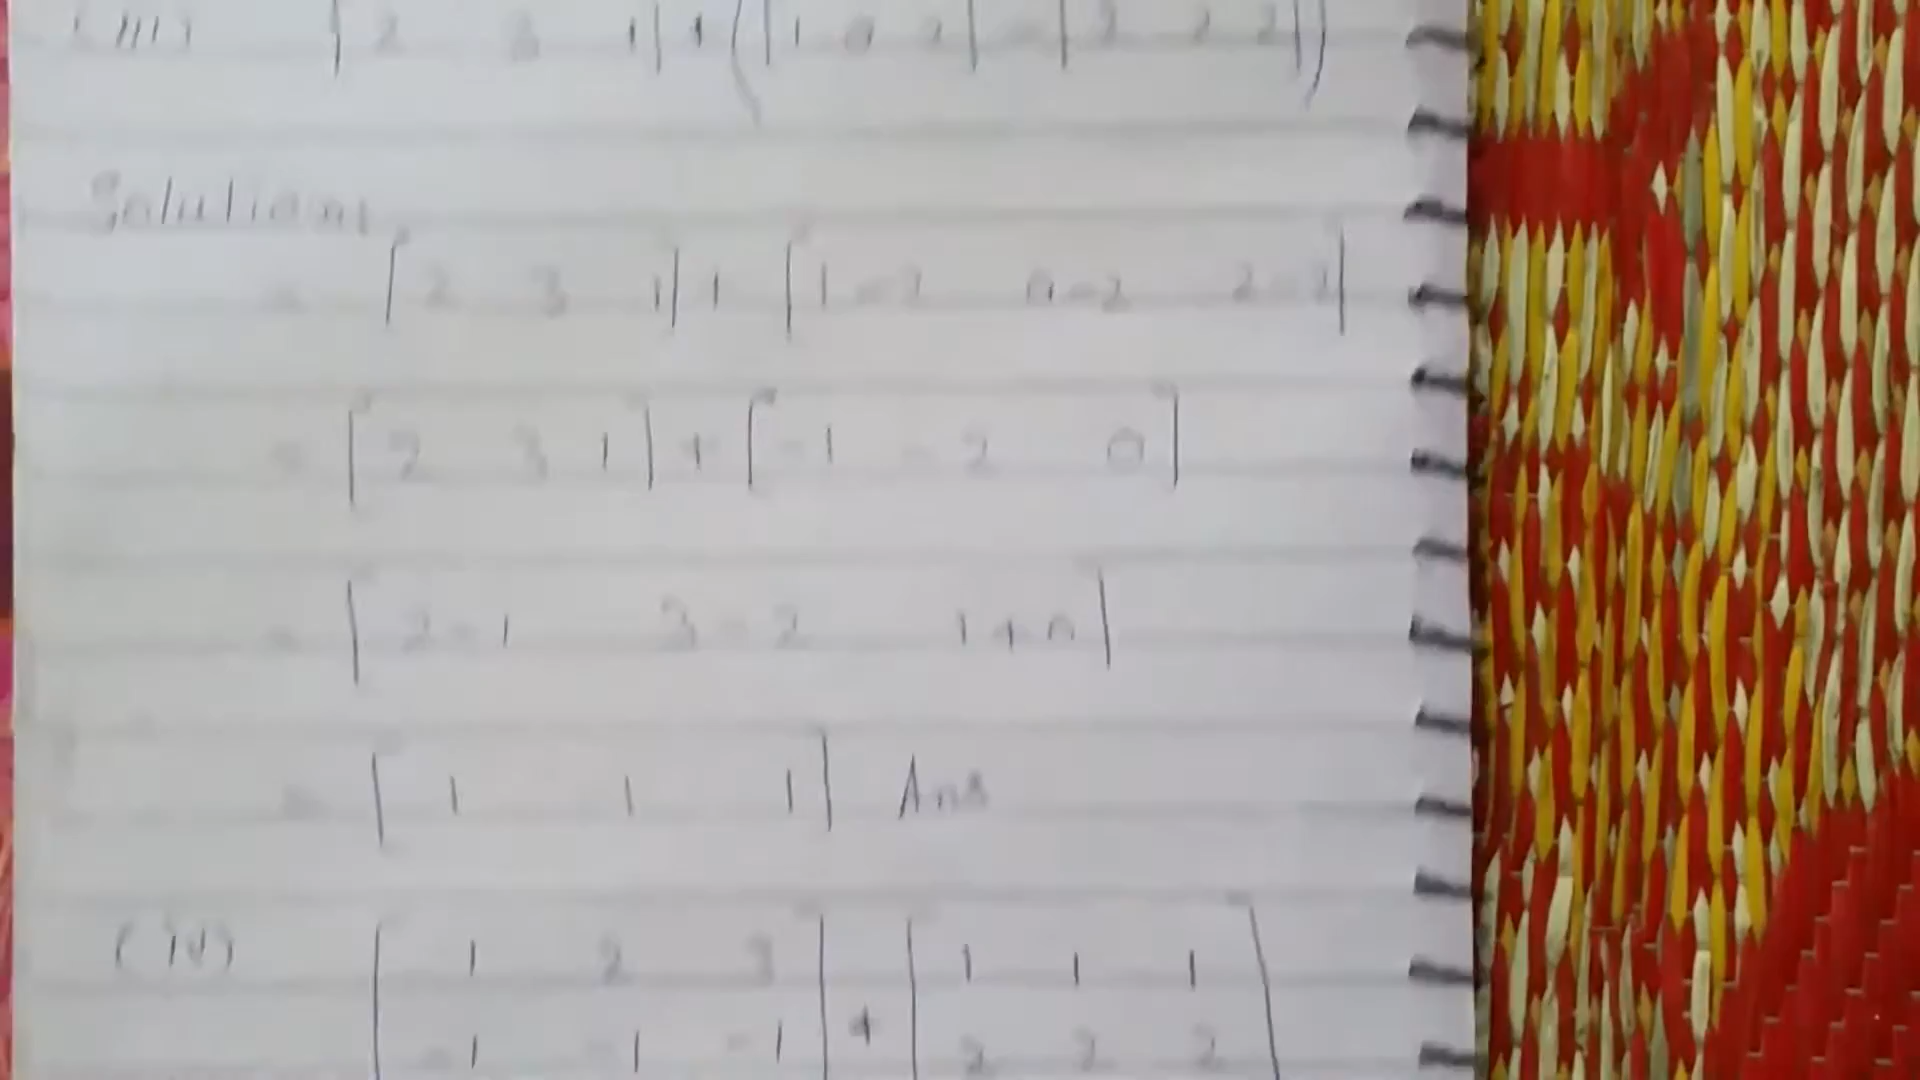 (iii) [2 3 1] + ([1 0 2] - [2 2 2])
Solution,
= [2 3 1] + [1-2 0-2 2-2]
= [2 3 1] + [-1 -2 0]
= [2-1 3-2 1+0]
= [1 1 1] Ans
(iv) [1 2 3 + [1 1 1
-1 -1 -1 2 2 2